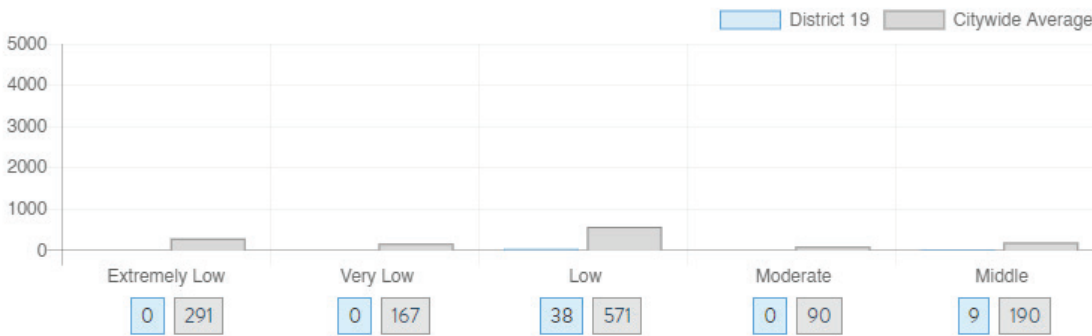 District 19 Citywide Average
5000
4000
3000
2000
1000
0
Extremely Low Very Low Low Moderate Middle
0 291 0 167 38 571 0 90 9 190